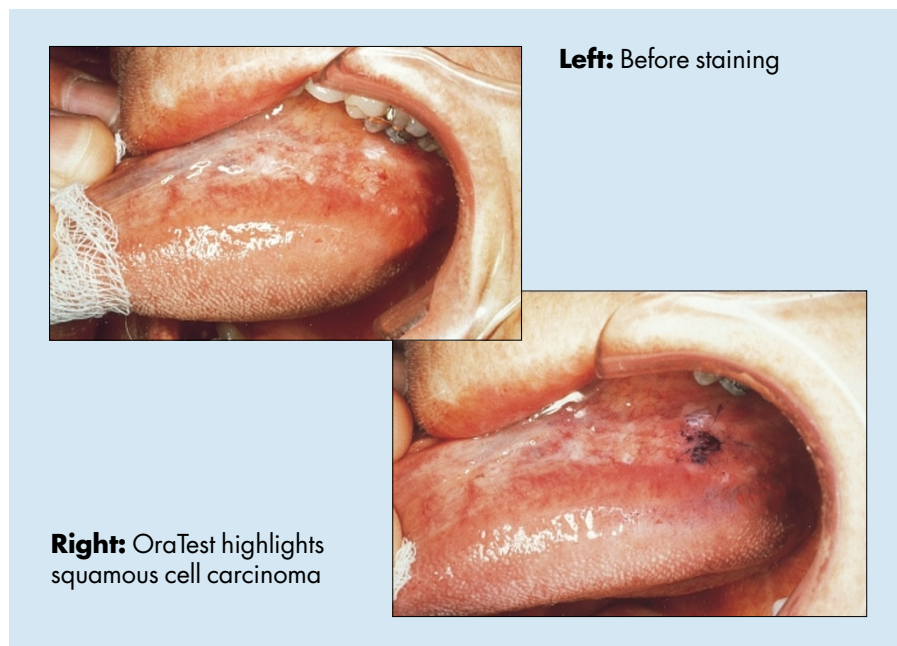 Left: Before staining
Right: OraTest highlights
squamous cell carcinoma